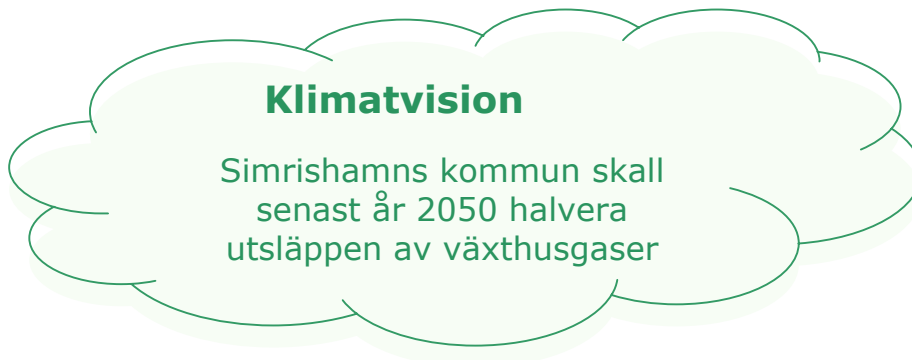 Klimatvision
Simrishamns kommun skall
senast år 2050 halvera
utsläppen av växthusgaser